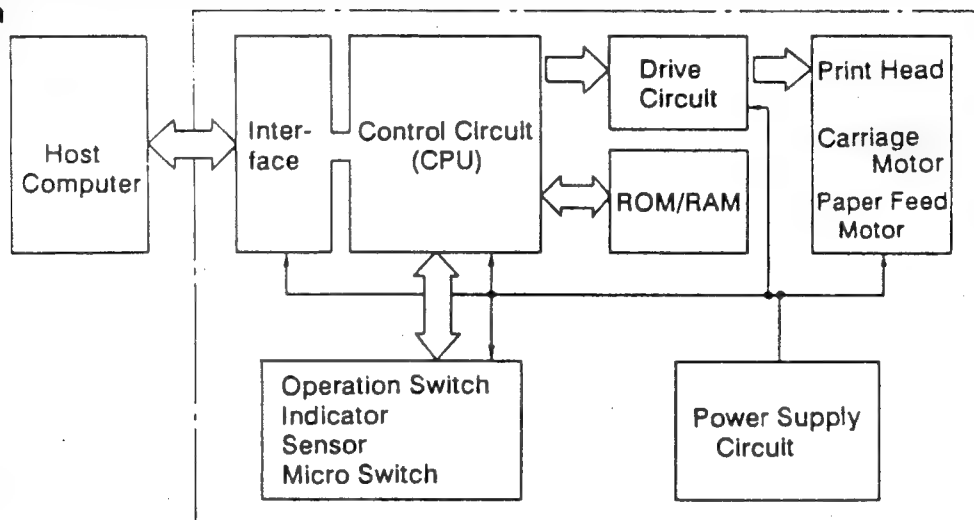 Host
Computer
Inter-
face
Control Circuit
(CPU)
Drive
Circuit
ROM/RAM
Print Head
Carriage
Motor
Paper Feed
Motor
Operation Switch
Indicator
Sensor
Micro Switch
Power Supply
Circuit